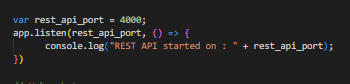 var rest_api_port = 4000;
app.listen(rest_api_port, () => {
    console.log("REST API started on : " + rest_api_port);
})